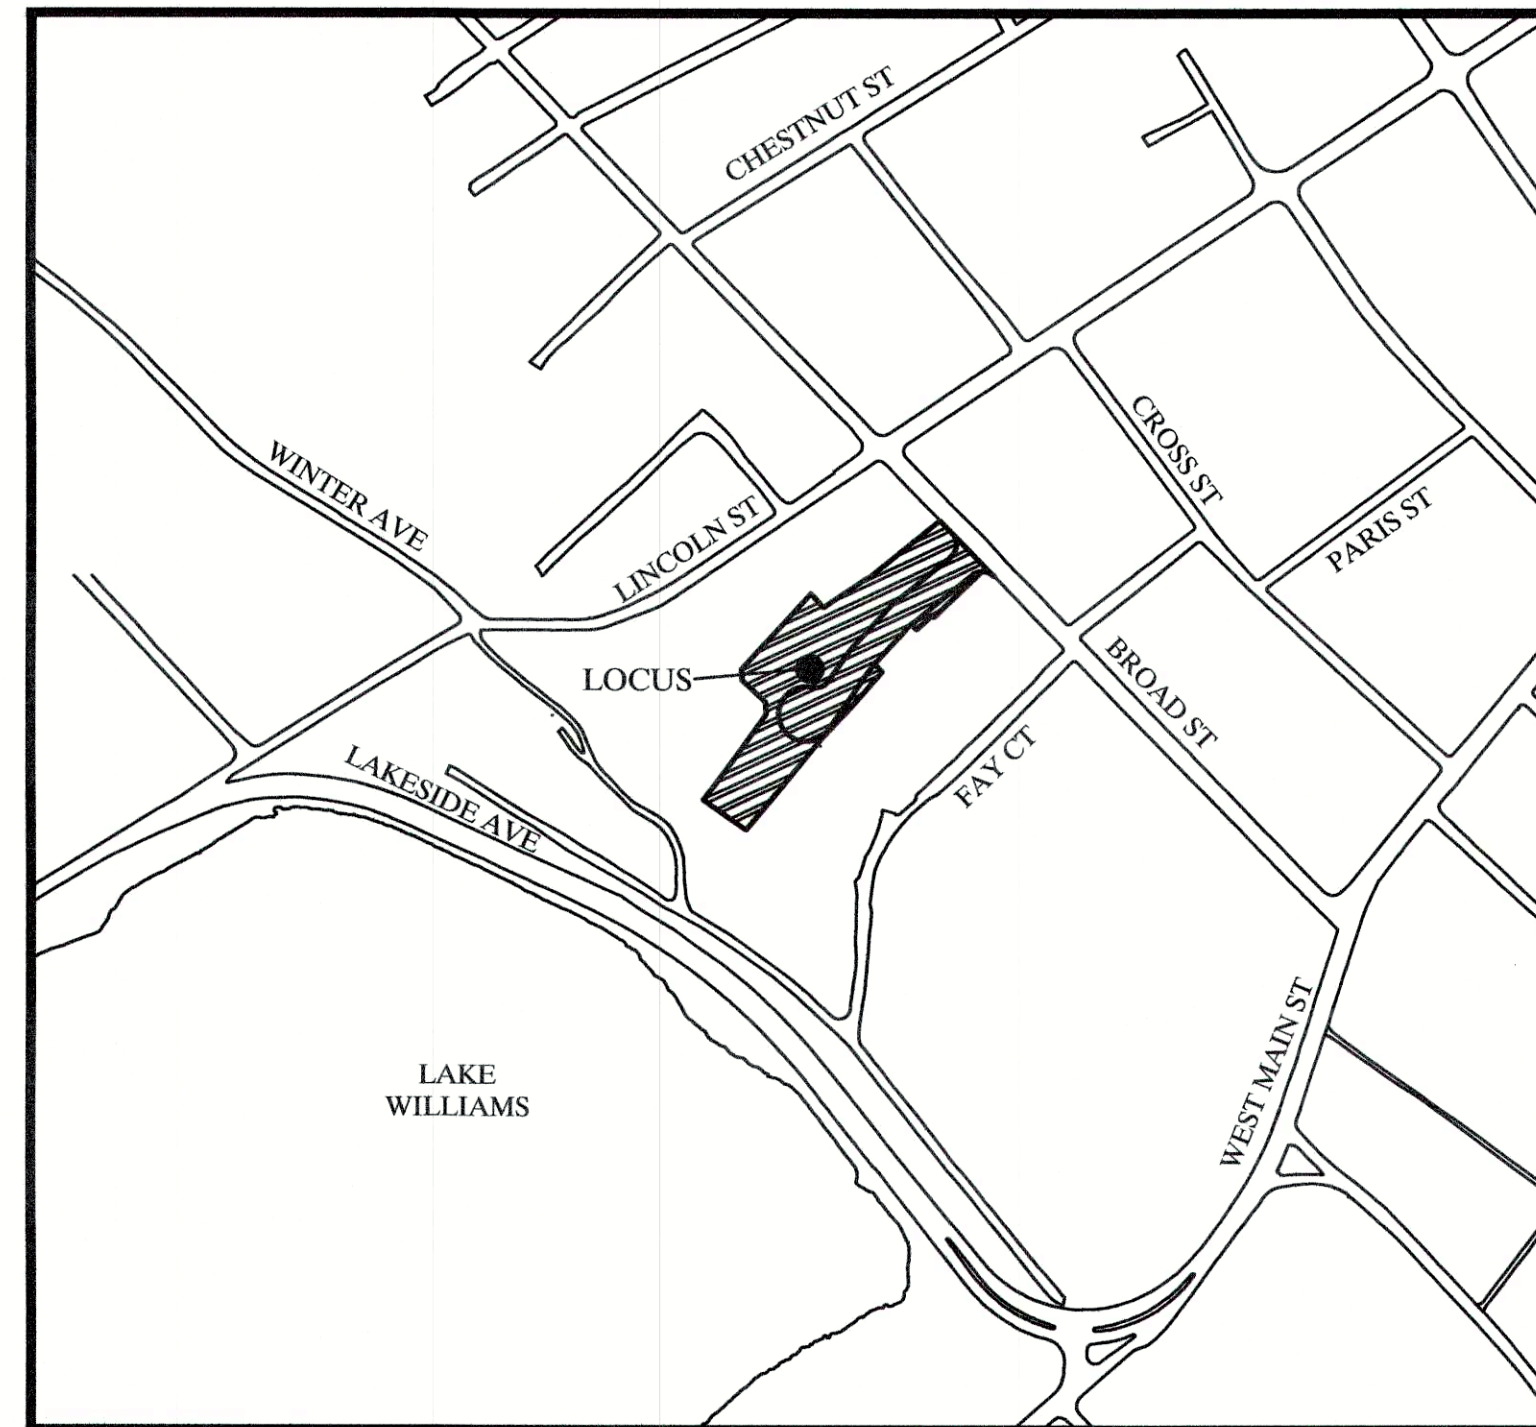 CHESTNUT ST
CROSS ST
WINTER AVE
LINCOLN ST
PARIS ST
LOCUS
BROAD ST
FAY CT
LAKESIDE AVE
WEST MAIN ST
LAKE
WILLIAMS